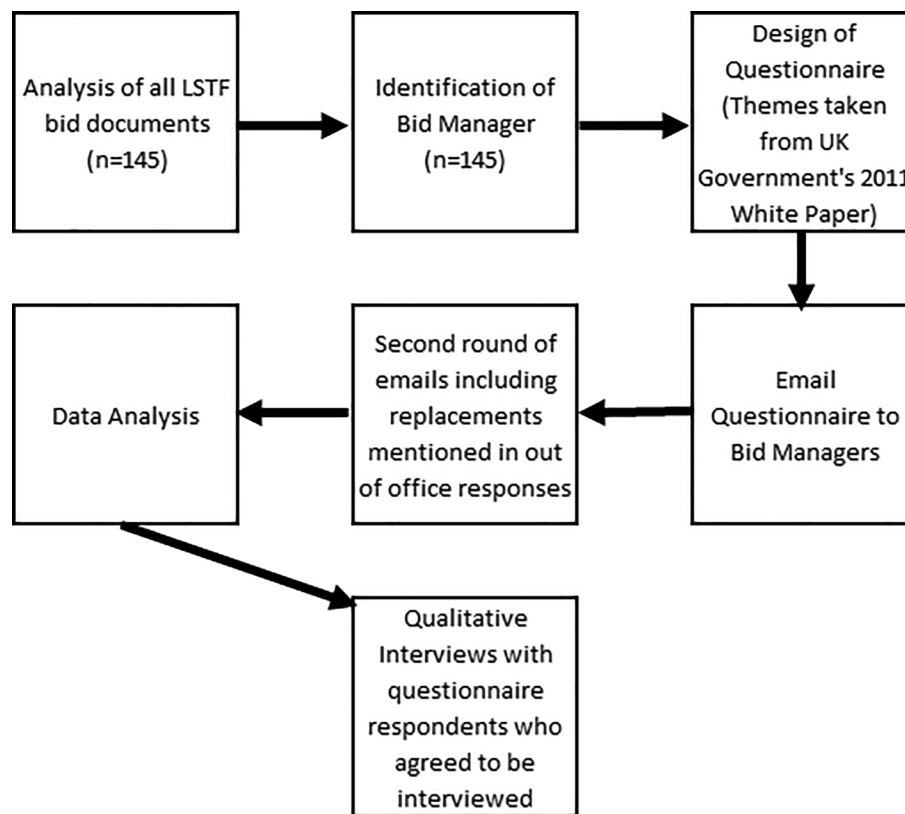 Analysis of all LSTF
bid documents
(n=145)
Identification of
Bid Manager
(n=145)
Design of
Questionnaire
(Themes taken
from UK
Government's 2011
White Paper)
Email
Questionnaire to
Bid Managers
Second round of
emails including
replacements
mentioned in out
of office responses
Data Analysis
Qualitative
Interviews with
questionnaire
respondents who
agreed to be
interviewed